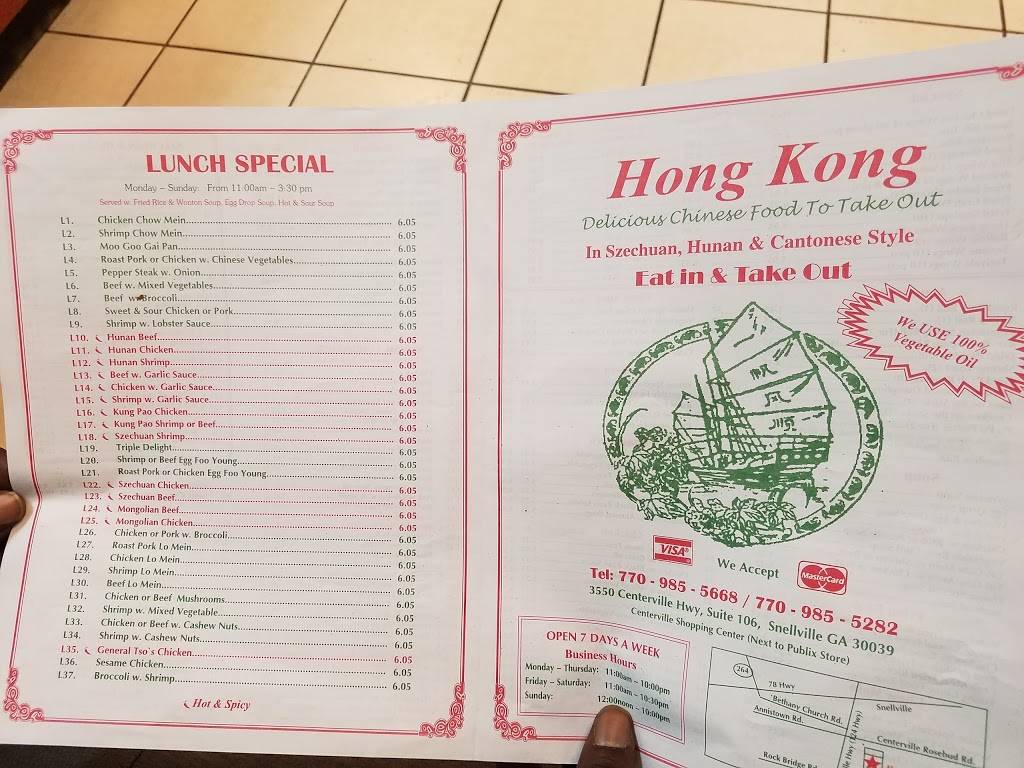 LUNCH SPECIAL
Monday – Sunday: From 11:00am – 3:30 pm
Served w. Fried Rice & Wonton Soup, Egg Drop Soup, Hot & Sour Soup
L1. Chicken Chow Mein 6.05
L2. Shrimp Chow Mein 6.05
L3. Moo Goo Gai Pan 6.05
L4. Roast Pork or Chicken w. Chinese Vegetables 6.05
L5. Pepper Steak w. Onion 6.05
L6. Beef w. Mixed Vegetables 6.05
L7. Beef w. Broccoli 6.05
L8. Sweet & Sour Chicken or Pork 6.05
L9. Shrimp w. Lobster Sauce 6.05
L10. Hunan Beef 6.05
L11. Hunan Chicken 6.05
L12. Hunan Shrimp 6.05
L13. Beef w. Garlic Sauce 6.05
L14. Chicken w. Garlic Sauce 6.05
L15. Shrimp w. Garlic Sauce 6.05
L16. Kung Pao Chicken 6.05
L17. Kung Pao Shrimp or Beef 6.05
L18. Szechuan Shrimp 6.05
L19. Triple Delight 6.05
L20. Shrimp or Beef Egg Foo Young 6.05
L21. Roast Pork or Chicken Egg Foo Young 6.05
L22. Szechuan Chicken 6.05
L23. Szechuan Beef 6.05
L24. Mongolian Beef 6.05
L25. Mongolian Chicken 6.05
L26. Chicken or Pork w. Broccoli 6.05
L27. Roast Pork Lo Mein 6.05
L28. Chicken Lo Mein 6.05
L29. Shrimp Lo Mein 6.05
L30. Beef Lo Mein 6.05
L31. Chicken or Beef Mushrooms 6.05
L32. Shrimp w. Mixed Vegetable 6.05
L33. Chicken or Beef w. Cashew Nuts 6.05
L34. Shrimp w. Cashew Nuts 6.05
L35. General Tso's Chicken 6.05
L36. Sesame Chicken 6.05
L37. Broccoli w. Shrimp 6.05
Hot & Spicy
Hong Kong
Delicious Chinese Food To Take Out
In Szechuan, Hunan & Cantonese Style
Eat in & Take Out
We USE 100%
Vegetable Oil
VISA
We Accept
MasterCard
Tel: 770 - 985 - 5668 / 770 - 985 - 5282
3550 Centerville Hwy, Suite 106, Snellville GA 30039
Centerville Shopping Center (Next to Publix Store)
OPEN 7 DAYS A WEEK
Business Hours
Monday – Thursday: 11:00am – 10:00pm
Friday – Saturday: 11:00am – 10:30pm
Sunday: 12:00noon – 10:00pm
264
78 Hwy
Snellville
Bethany Church Rd.
Annistown Rd.
Hwy (124 Hwy)
Centerville Rosebud Rd.
Rock Bridge Rd.